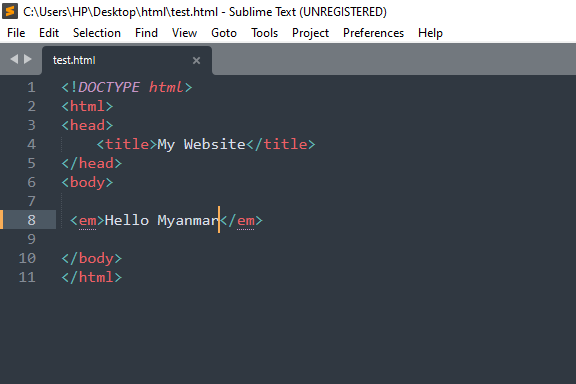 C:\Users\HP\Desktop\html\test.html - Sublime Text (UNREGISTERED)
File Edit Selection Find View Goto Tools Project Preferences Help
test.html
1 <!DOCTYPE html>
2 <html>
3 <head>
4 <title>My Website</title>
5 </head>
6 <body>
7
8 <em>Hello Myanmar</em>
9
10 </body>
11 </html>